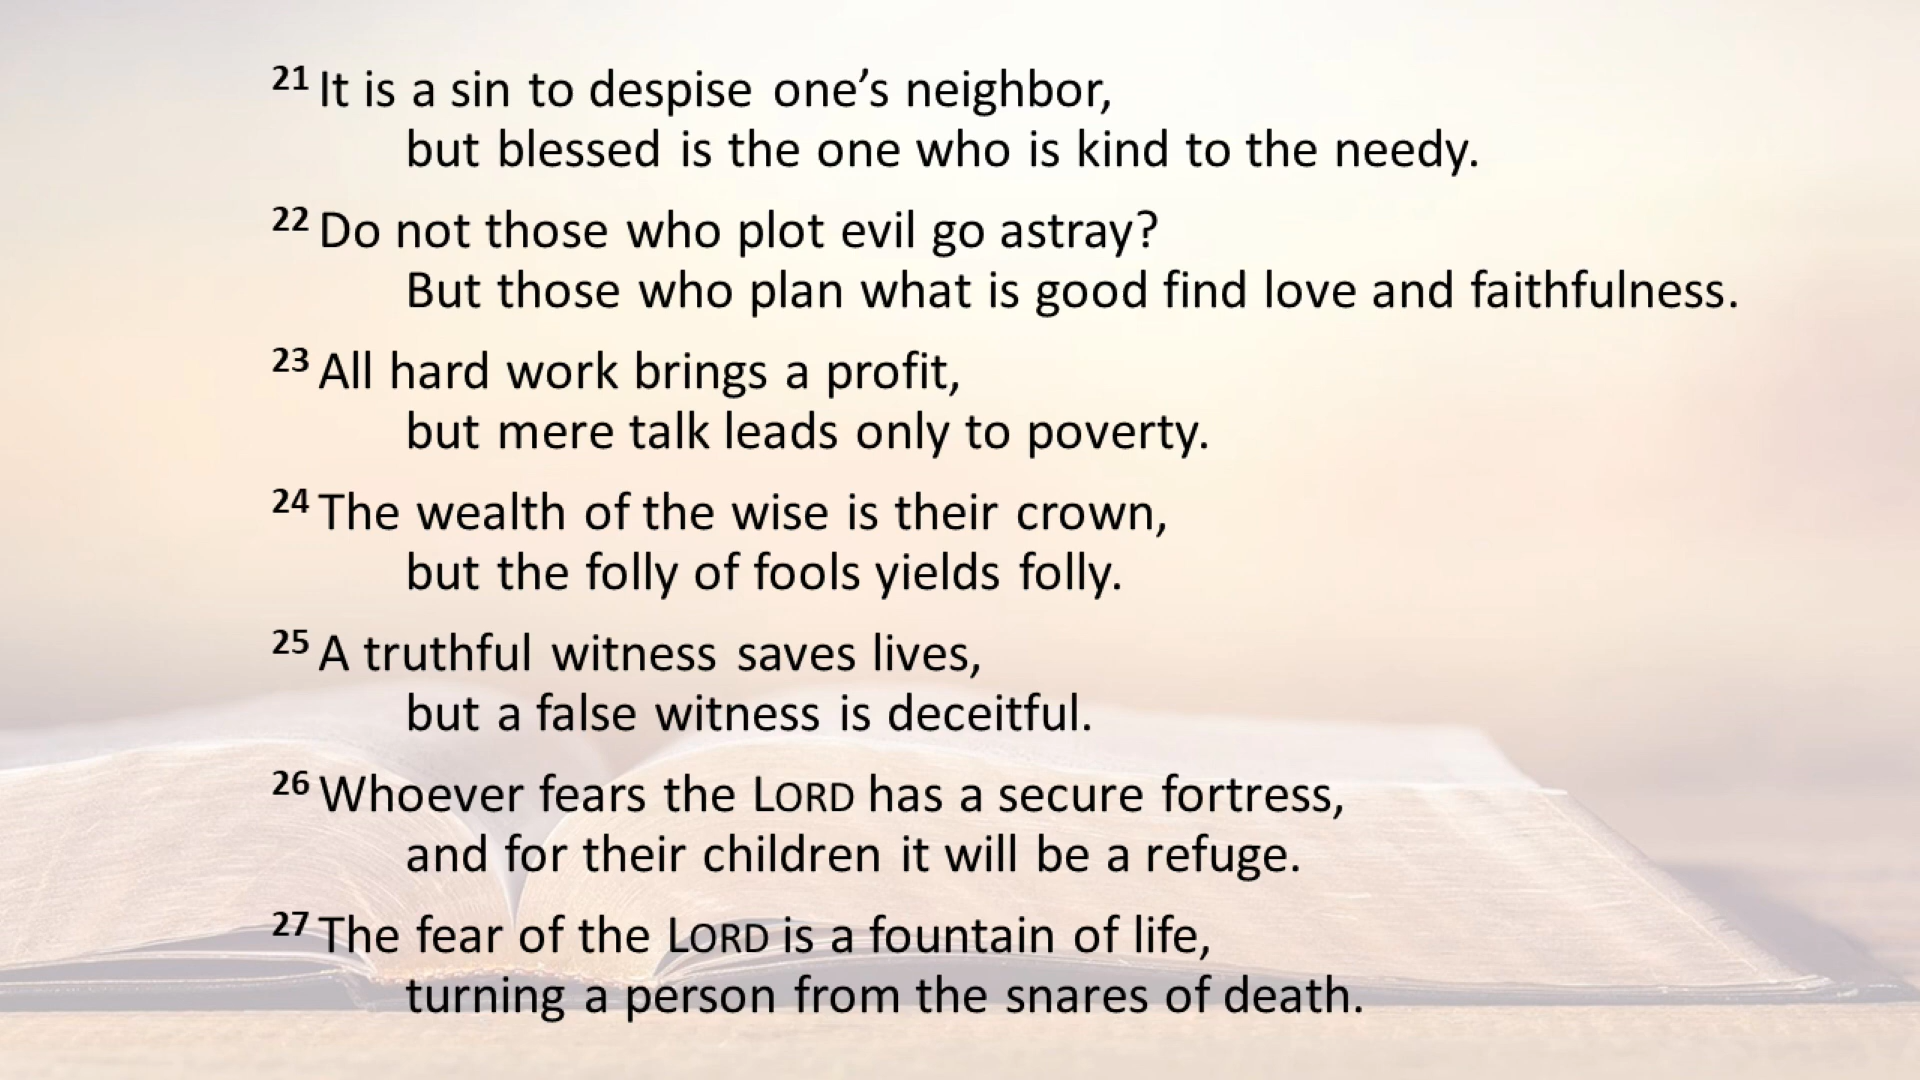 21 It is a sin to despise one’s neighbor,
but blessed is the one who is kind to the needy.
22 Do not those who plot evil go astray?
But those who plan what is good find love and faithfulness.
23 All hard work brings a profit,
but mere talk leads only to poverty.
24 The wealth of the wise is their crown,
but the folly of fools yields folly.
25 A truthful witness saves lives,
but a false witness is deceitful.
26 Whoever fears the LORD has a secure fortress,
and for their children it will be a refuge.
27 The fear of the LORD is a fountain of life,
turning a person from the snares of death.